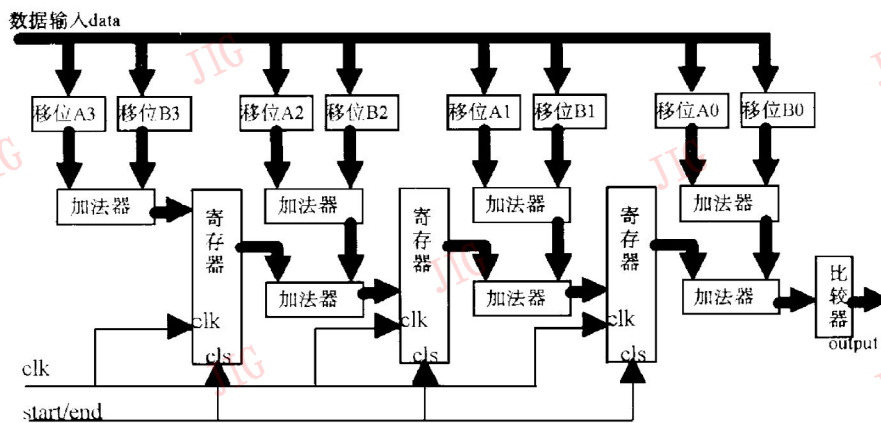 数据输入data
移位A3
移位B3
移位A2
移位B2
移位A1
移位B1
移位A0
移位B0
加法器
加法器
加法器
加法器
寄存器
寄存器
寄存器
加法器
加法器
加法器
比较器
output
clk
clk
clk
cls
cls
cls
clk
start/end
JIG
JIG
JIG
JIG
JIG